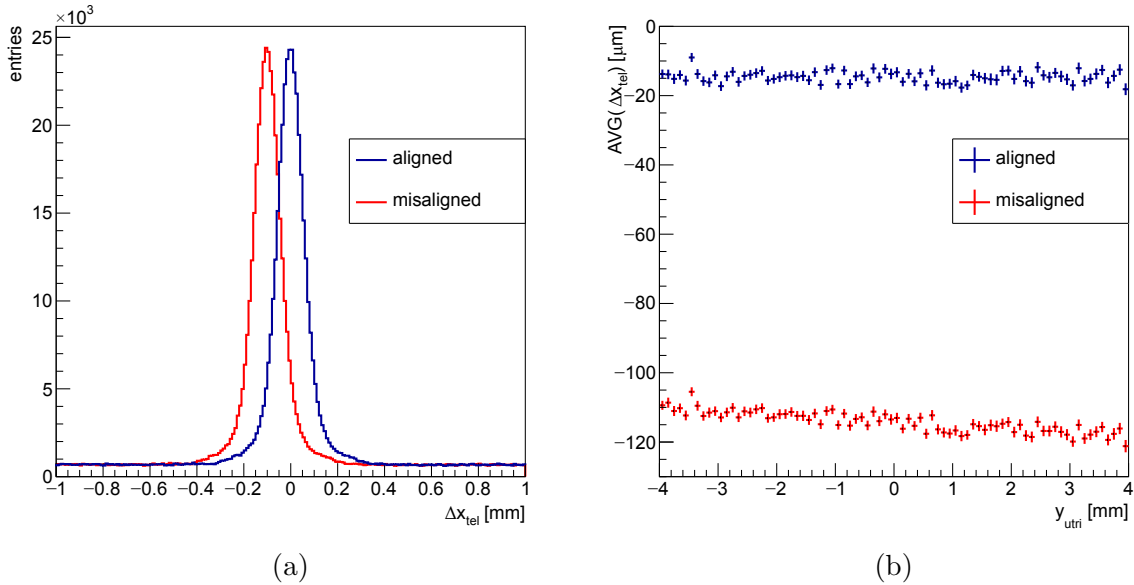 ×10³
entries
25
20
15
10
5
0
aligned
misaligned
−1 −0.8 −0.6 −0.4 −0.2 0 0.2 0.4 0.6 0.8 1
Δx_tel [mm]
(a)
AVG( Δx_tel) [μm]
0
−20
−40
−60
−80
−100
−120
aligned
misaligned
−4 −3 −2 −1 0 1 2 3 4
y_utri [mm]
(b)